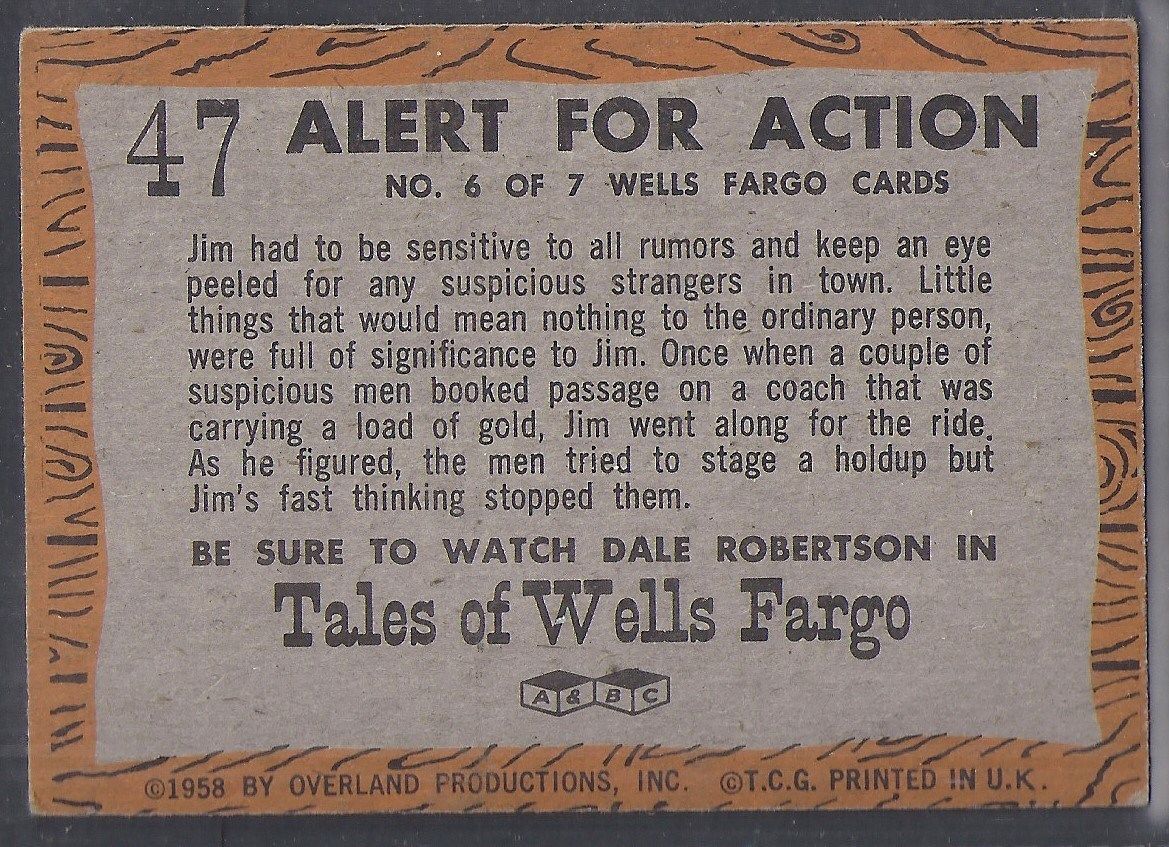 47 ALERT FOR ACTION
NO. 6 OF 7 WELLS FARGO CARDS
Jim had to be sensitive to all rumors and keep an eye
peeled for any suspicious strangers in town. Little
things that would mean nothing to the ordinary person,
were full of significance to Jim. Once when a couple of
suspicious men booked passage on a coach that was
carrying a load of gold, Jim went along for the ride.
As he figured, the men tried to stage a holdup but
Jim's fast thinking stopped them.
BE SURE TO WATCH DALE ROBERTSON IN
Tales of Wells Fargo
A & B C
©1958 BY OVERLAND PRODUCTIONS, INC. ©T.C.G. PRINTED IN U.K.